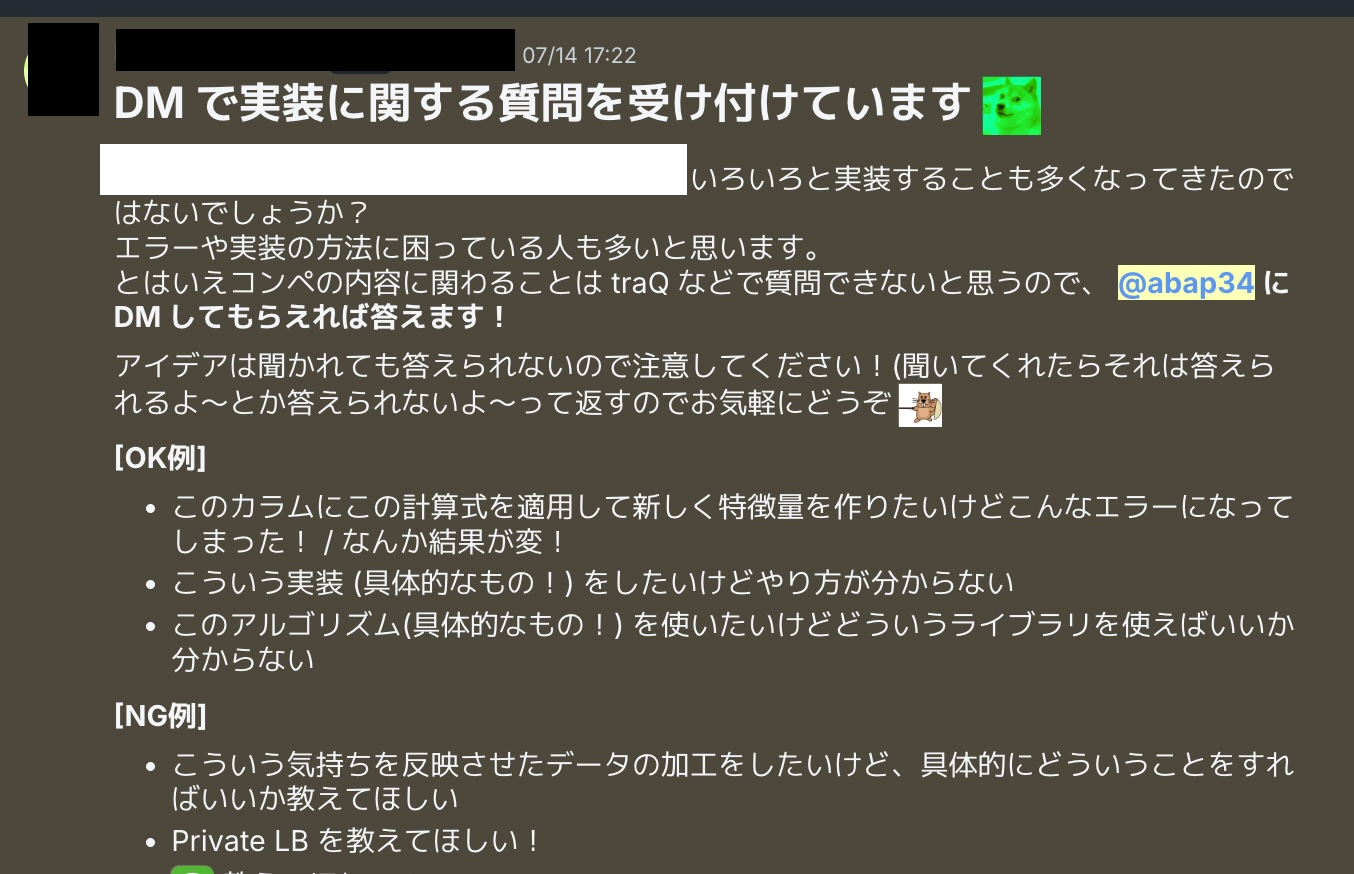 07/14 17:22
DM で実装に関する質問を受け付けています
いろいろと実装することも多くなってきたので
はないでしょうか？
エラーや実装の方法に困っている人も多いと思います。
とはいえコンペの内容に関わることは traQ などで質問できないと思うので、 @abap34 に
DM してもらえれば答えます！
アイデアは聞かれても答えられないので注意してください！(聞いてくれたらそれは答えら
れるよ〜とか答えられないよ〜って返すのでお気軽にどうぞ
[OK例]
• このカラムにこの計算式を適用して新しく特徴量を作りたいけどこんなエラーになって
しまった！ / なんか結果が変！
• こういう実装 (具体的なもの！) をしたいけどやり方が分からない
• このアルゴリズム(具体的なもの！) を使いたいけどどういうライブラリを使えばいいか
分からない
[NG例]
• こういう気持ちを反映させたデータの加工をしたいけど、具体的にどういうことをすれ
ばいいか教えてほしい
• Private LB を教えてほしい！